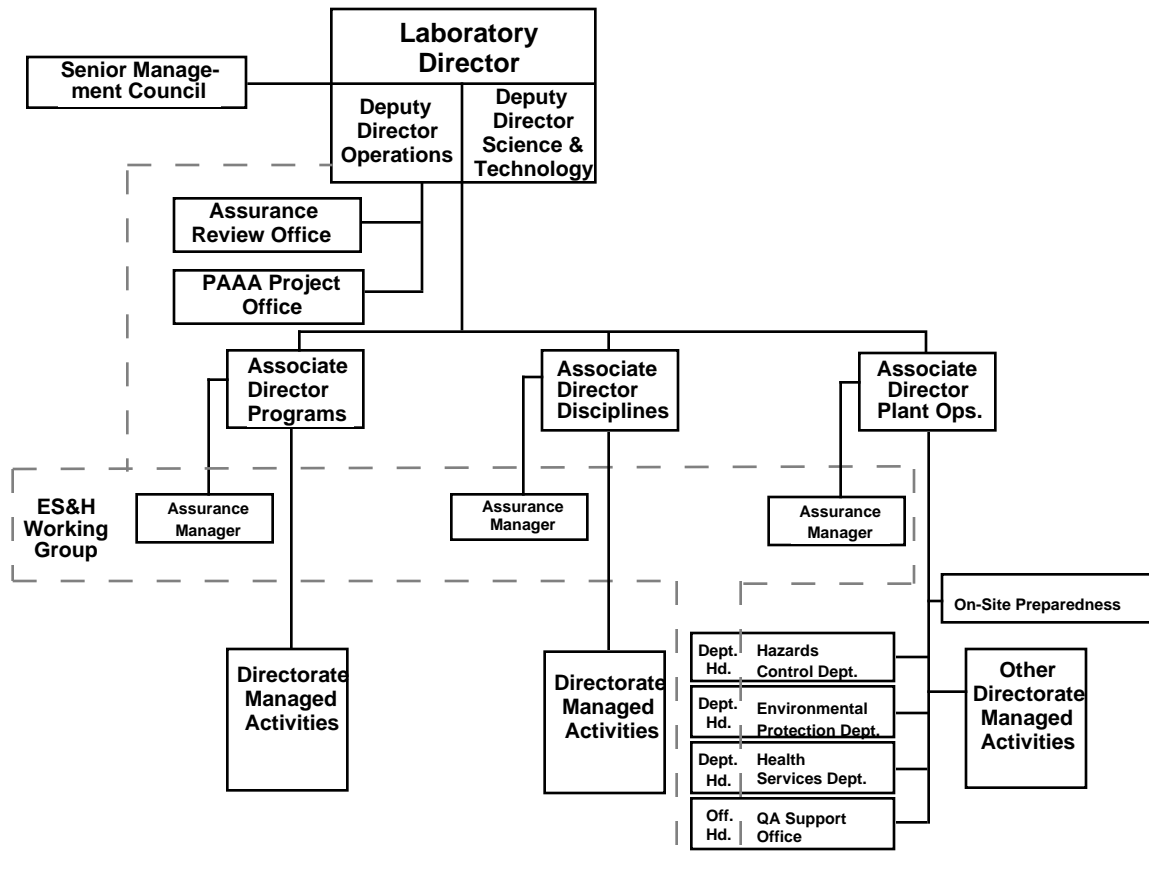 Laboratory
Director
Senior Manage-
ment Council
Deputy
Director
Operations
Deputy
Director
Science &
Technology
Assurance
Review Office
PAAA Project
Office
Associate
Director
Programs
Associate
Director
Disciplines
Associate
Director
Plant Ops.
ES&H
Working
Group
Assurance
Manager
Assurance
Manager
Assurance
Manager
On-Site Preparedness
Directorate
Managed
Activities
Directorate
Managed
Activities
Dept.
Hd.
Hazards
Control Dept.
Dept.
Hd.
Environmental
Protection Dept.
Dept.
Hd.
Health
Services Dept.
Off.
Hd.
QA Support
Office
Other
Directorate
Managed
Activities